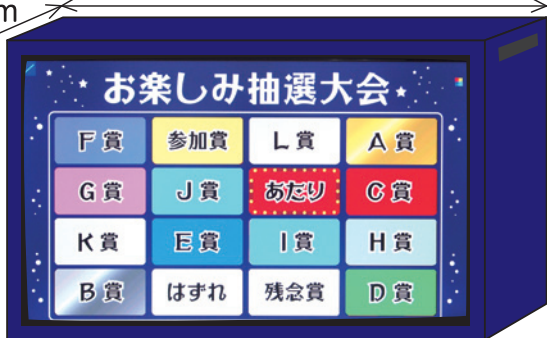 m
お楽しみ抽選大会
F賞 参加賞 L賞 A賞
G賞 J賞 あたり C賞
K賞 E賞 I賞 H賞
B賞 はずれ 残念賞 D賞